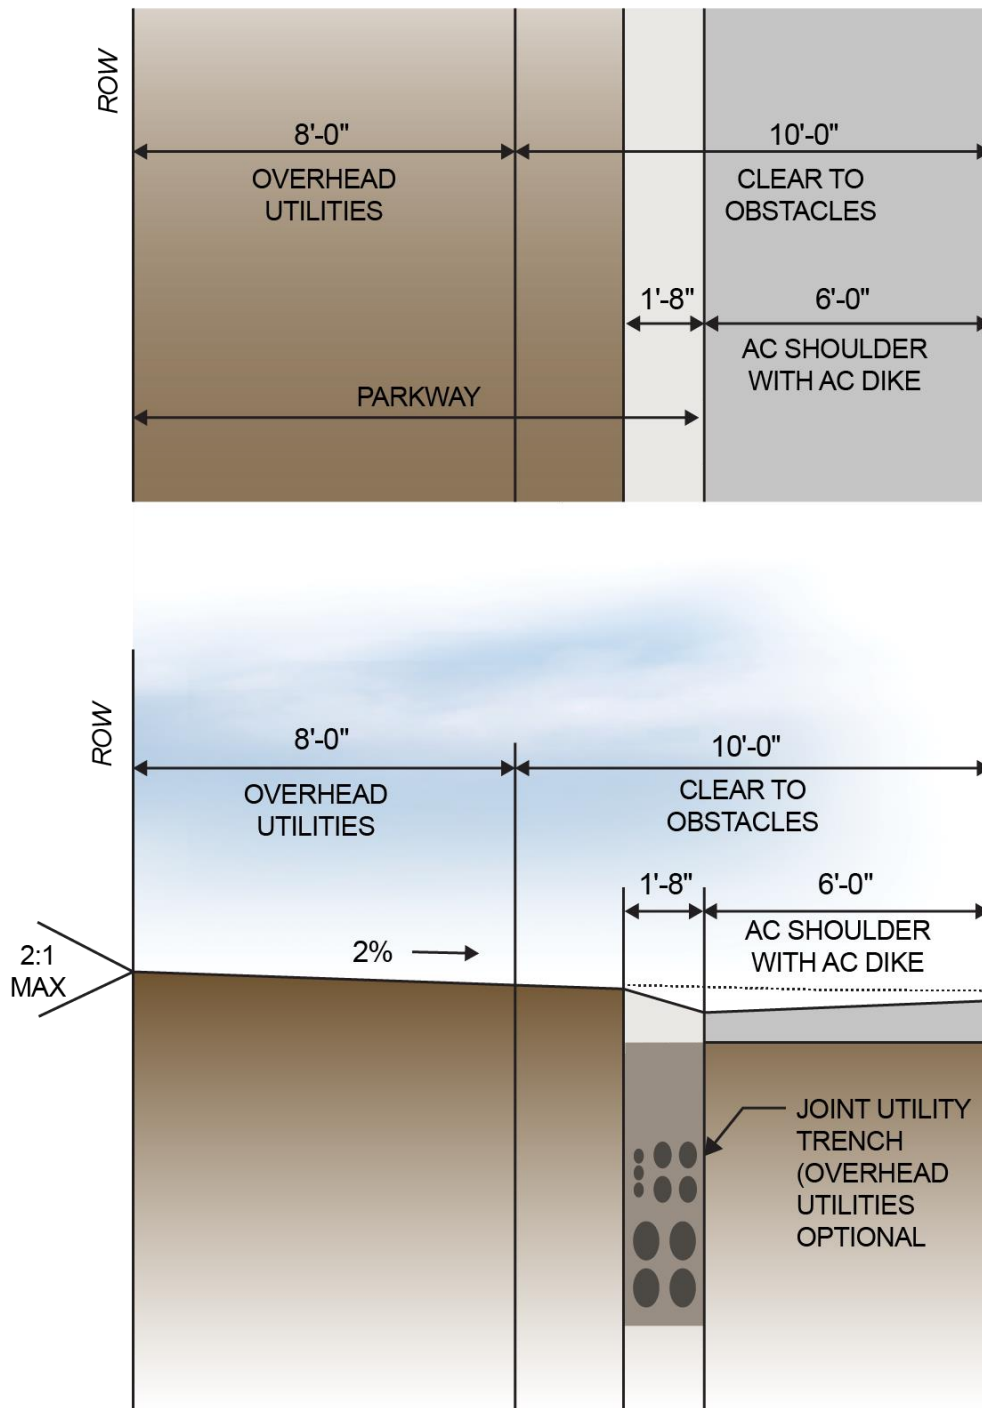 ROW
8'-0"
OVERHEAD
UTILITIES
10'-0"
CLEAR TO
OBSTACLES
1'-8"
6'-0"
AC SHOULDER
WITH AC DIKE
PARKWAY
ROW
8'-0"
OVERHEAD
UTILITIES
10'-0"
CLEAR TO
OBSTACLES
1'-8"
6'-0"
AC SHOULDER
WITH AC DIKE
2:1
MAX
2%
JOINT UTILITY
TRENCH
(OVERHEAD
UTILITIES
OPTIONAL